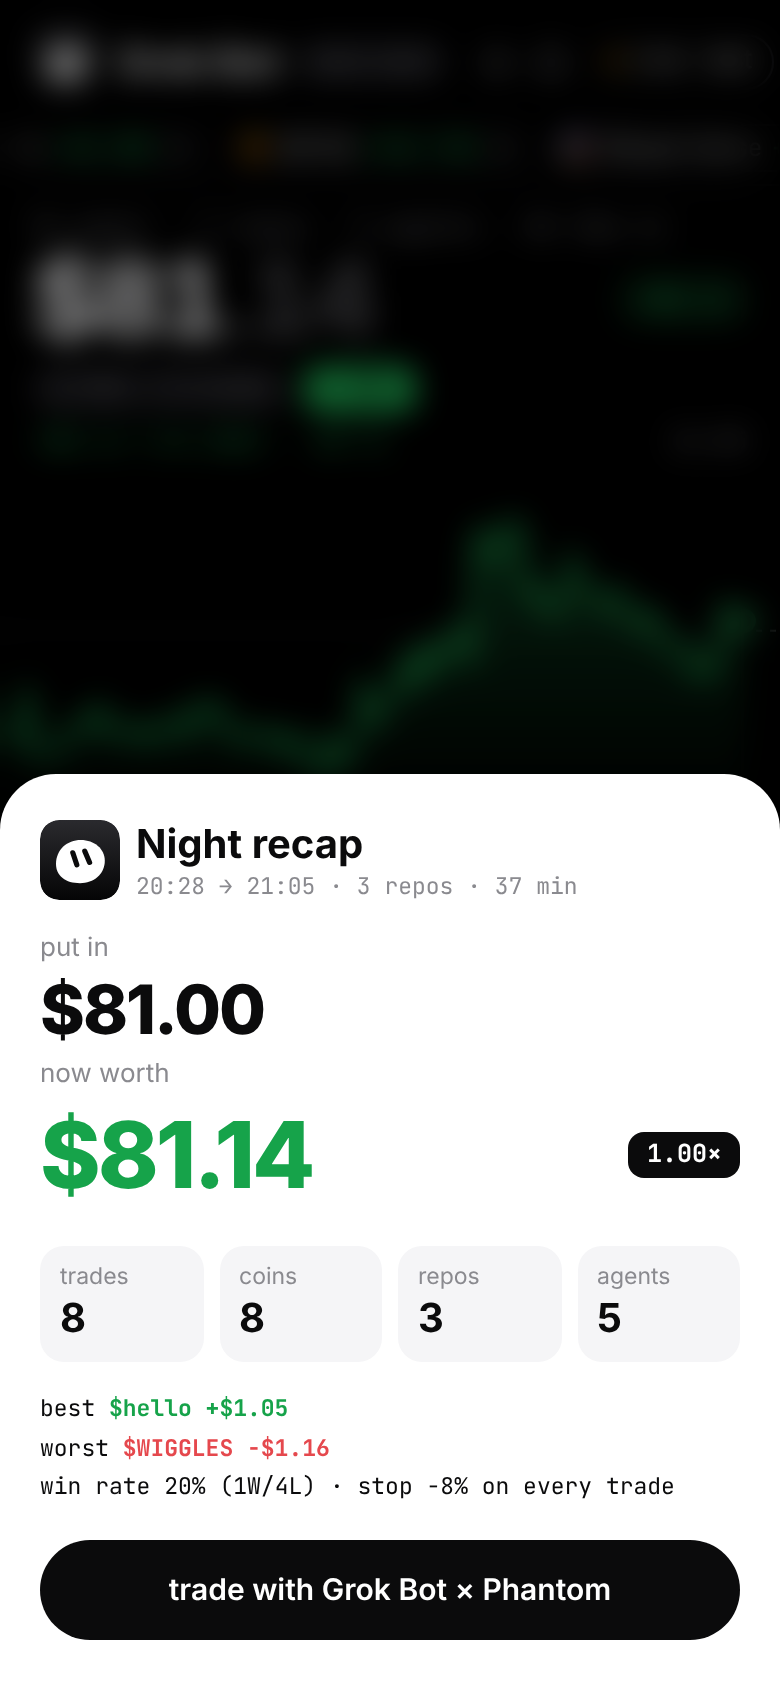 $81.14
Night recap
20:28 → 21:05 · 3 repos · 37 min
put in
$81.00
now worth
$81.14
1.00×
trades
8
coins
8
repos
3
agents
5
best $hello +$1.05
worst $WIGGLES -$1.16
win rate 20% (1W/4L) · stop -8% on every trade
trade with Grok Bot × Phantom